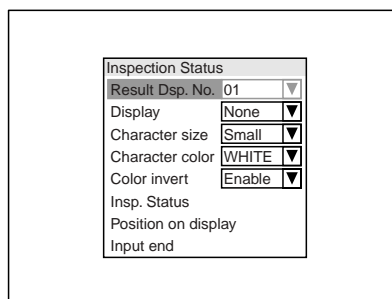 Inspection Status
Result Dsp. No. 01
Display None
Character size Small
Character color WHITE
Color invert Enable
Insp. Status
Position on display
Input end